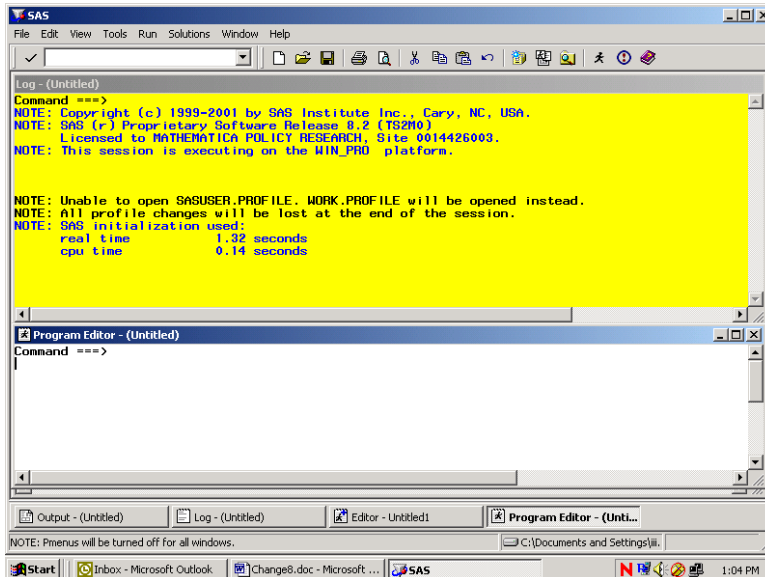 SAS
File Edit View Tools Run Solutions Window Help
Log - (Untitled)
Command ===>
NOTE: Copyright (c) 1999-2001 by SAS Institute Inc., Cary, NC, USA.
NOTE: SAS (r) Proprietary Software Release 8.2 (TS2M0)
Licensed to MATHEMATICA POLICY RESEARCH, Site 0014426003.
NOTE: This session is executing on the WIN_PRO platform.
NOTE: Unable to open SASUSER.PROFILE. WORK.PROFILE will be opened instead.
NOTE: All profile changes will be lost at the end of the session.
NOTE: SAS initialization used:
real time 1.32 seconds
cpu time 0.14 seconds
Program Editor - (Untitled)
Command ===>
Output - (Untitled) Log - (Untitled) Editor - Untitled1 Program Editor - (Unti...
NOTE: Pmenus will be turned off for all windows. C:\Documents and Settings\iii.
Start Inbox - Microsoft Outlook Change8.doc - Microsoft ... SAS N 1:04 PM